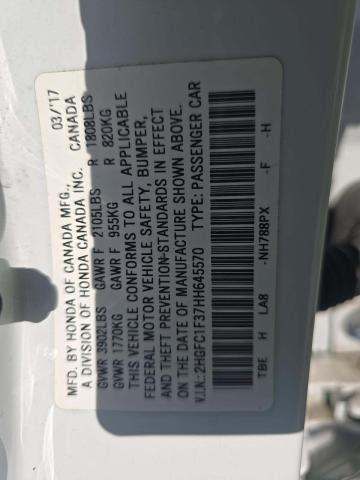 MFD. BY HONDA OF CANADA MFG., 03/'17
A DIVISION OF HONDA CANADA INC. CANADA
GVWR 3902LBS GAWR F 2105LBS R 1808LBS
GVWR 1770KG GAWR F 955KG R 820KG
THIS VEHICLE CONFORMS TO ALL APPLICABLE
FEDERAL MOTOR VEHICLE SAFETY, BUMPER,
AND THEFT PREVENTION STANDARDS IN EFFECT
ON THE DATE OF MANUFACTURE SHOWN ABOVE.
V.I.N.:2HGFC1F37HH645570 TYPE: PASSENGER CAR
TBE H LA8 -NH788PX -F -H